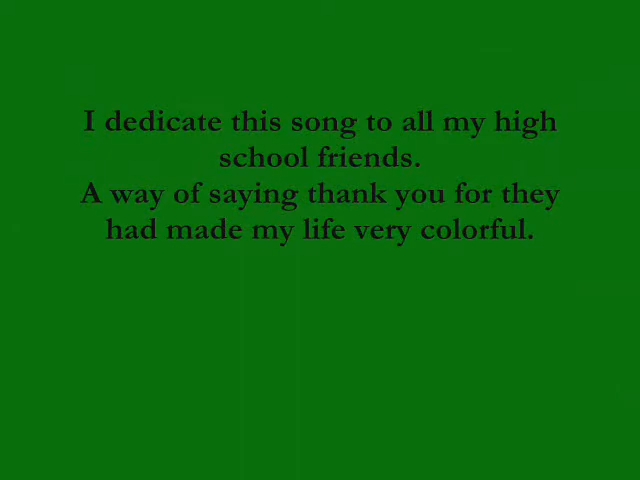 I dedicate this song to all my high
school friends.
A way of saying thank you for they
had made my life very colorful.